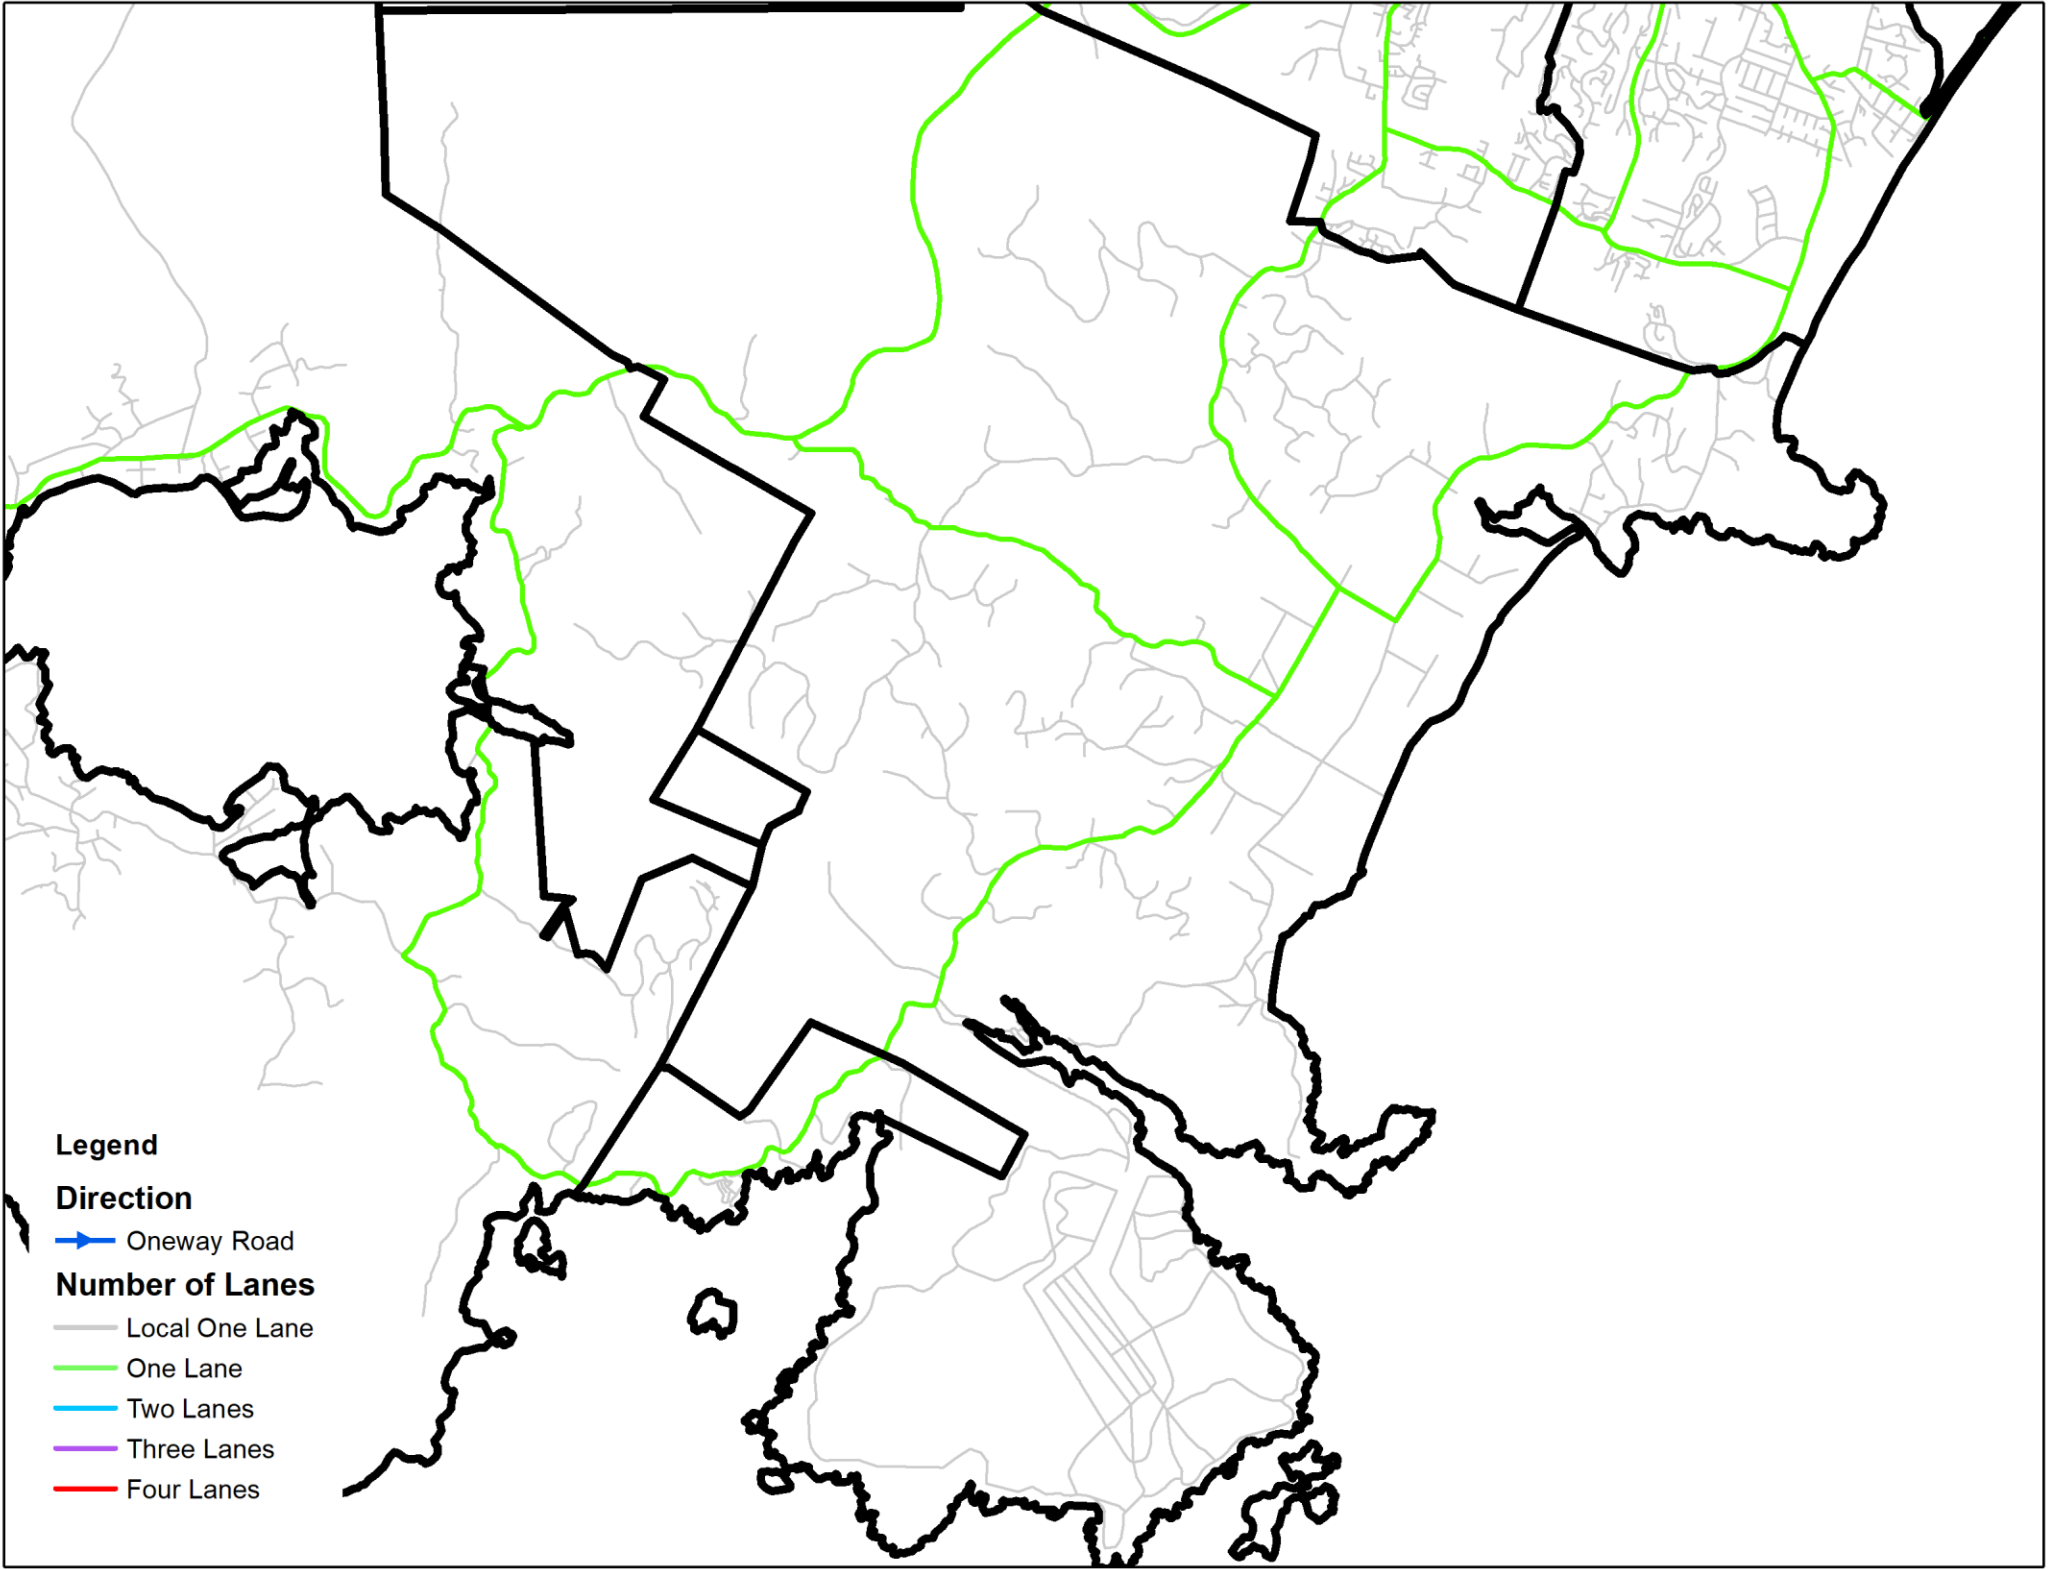 Legend
Direction
Oneway Road
Number of Lanes
Local One Lane
One Lane
Two Lanes
Three Lanes
Four Lanes